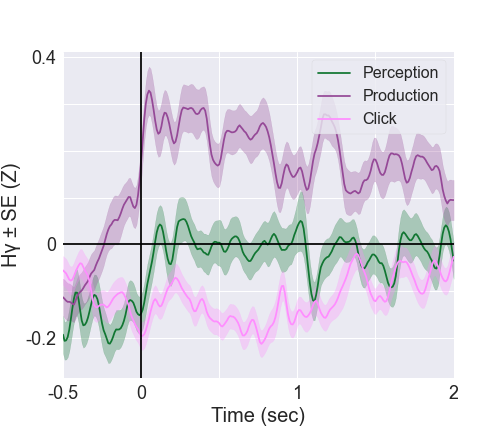 0.4
0
-0.2
Hγ ± SE (Z)
Perception
Production
Click
-0.5
0
1
2
Time (sec)